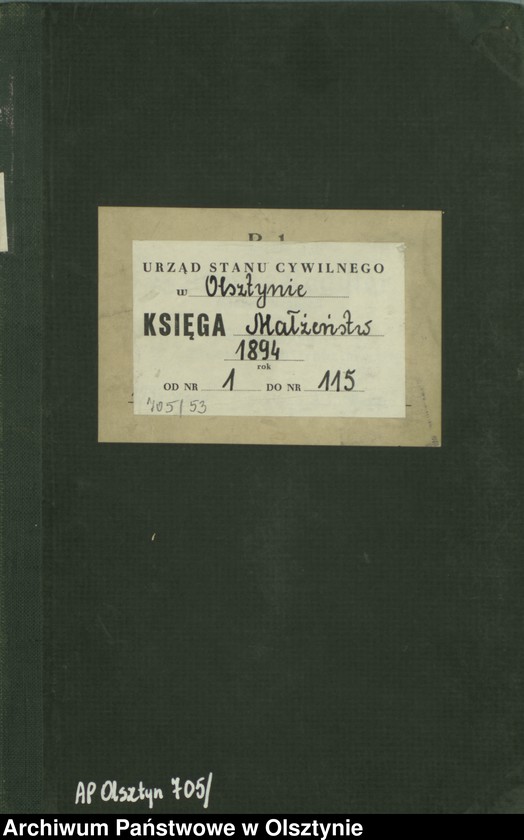 URZĄD STANU CYWILNEGO
w Olsztynie
KSIĘGA Małżeństw
1894
rok
OD NR 1 DO NR 115
705/53
AP Olsztyn 705/
Archiwum Państwowe w Olsztynie